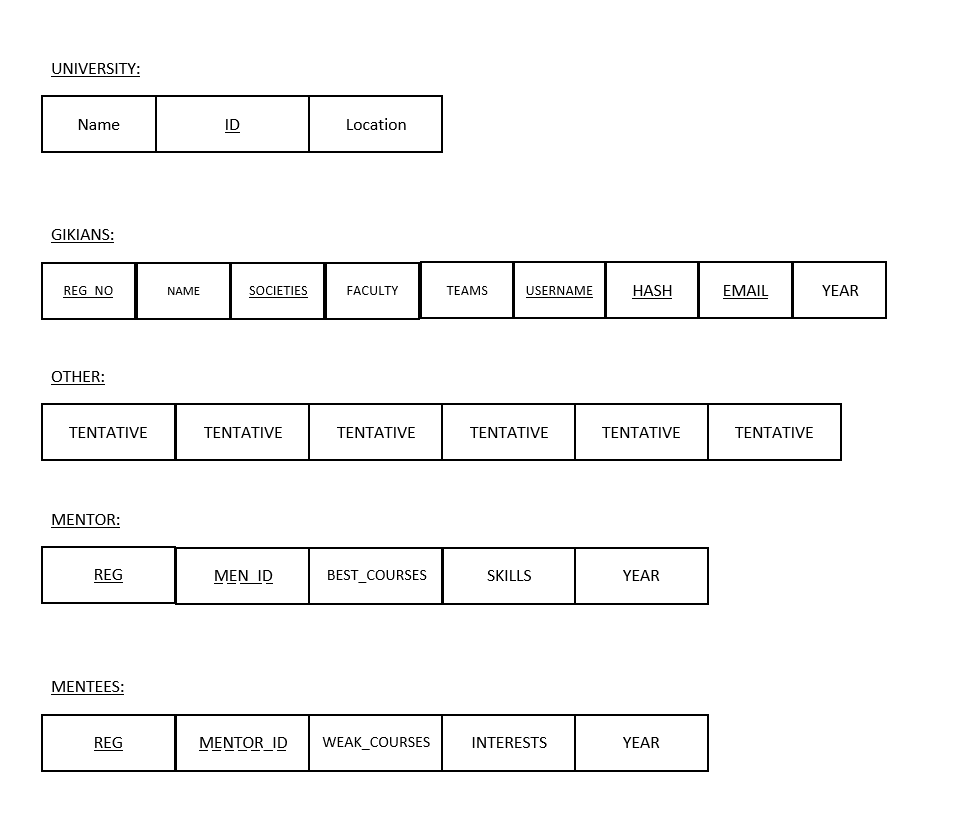 UNIVERSITY:
Name ID Location
GIKIANS:
REG_NO NAME SOCIETIES FACULTY TEAMS USERNAME HASH EMAIL YEAR
OTHER:
TENTATIVE TENTATIVE TENTATIVE TENTATIVE TENTATIVE TENTATIVE
MENTOR:
REG MEN_ID BEST_COURSES SKILLS YEAR
MENTEES:
REG MENTOR_ID WEAK_COURSES INTERESTS YEAR